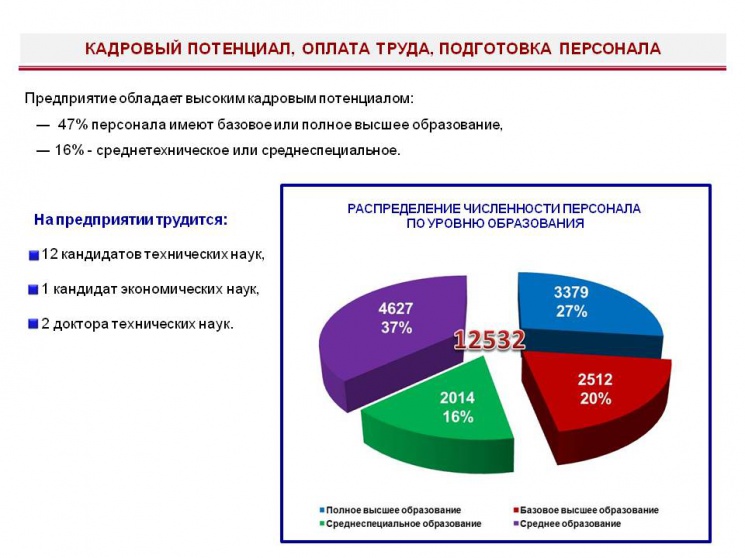 КАДРОВЫЙ ПОТЕНЦИАЛ, ОПЛАТА ТРУДА, ПОДГОТОВКА ПЕРСОНАЛА
Предприятие обладает высоким кадровым потенциалом:
— 47% персонала имеют базовое или полное высшее образование,
— 16% - среднетехническое или среднеспециальное.
На предприятии трудится:
12 кандидатов технических наук,
1 кандидат экономических наук,
2 доктора технических наук.
РАСПРЕДЕЛЕНИЕ ЧИСЛЕННОСТИ ПЕРСОНАЛА
ПО УРОВНЮ ОБРАЗОВАНИЯ
3379
27%
4627
37%
12532
2512
20%
2014
16%
Полное высшее образование
Базовое высшее образование
Среднеспециальное образование
Среднее образование